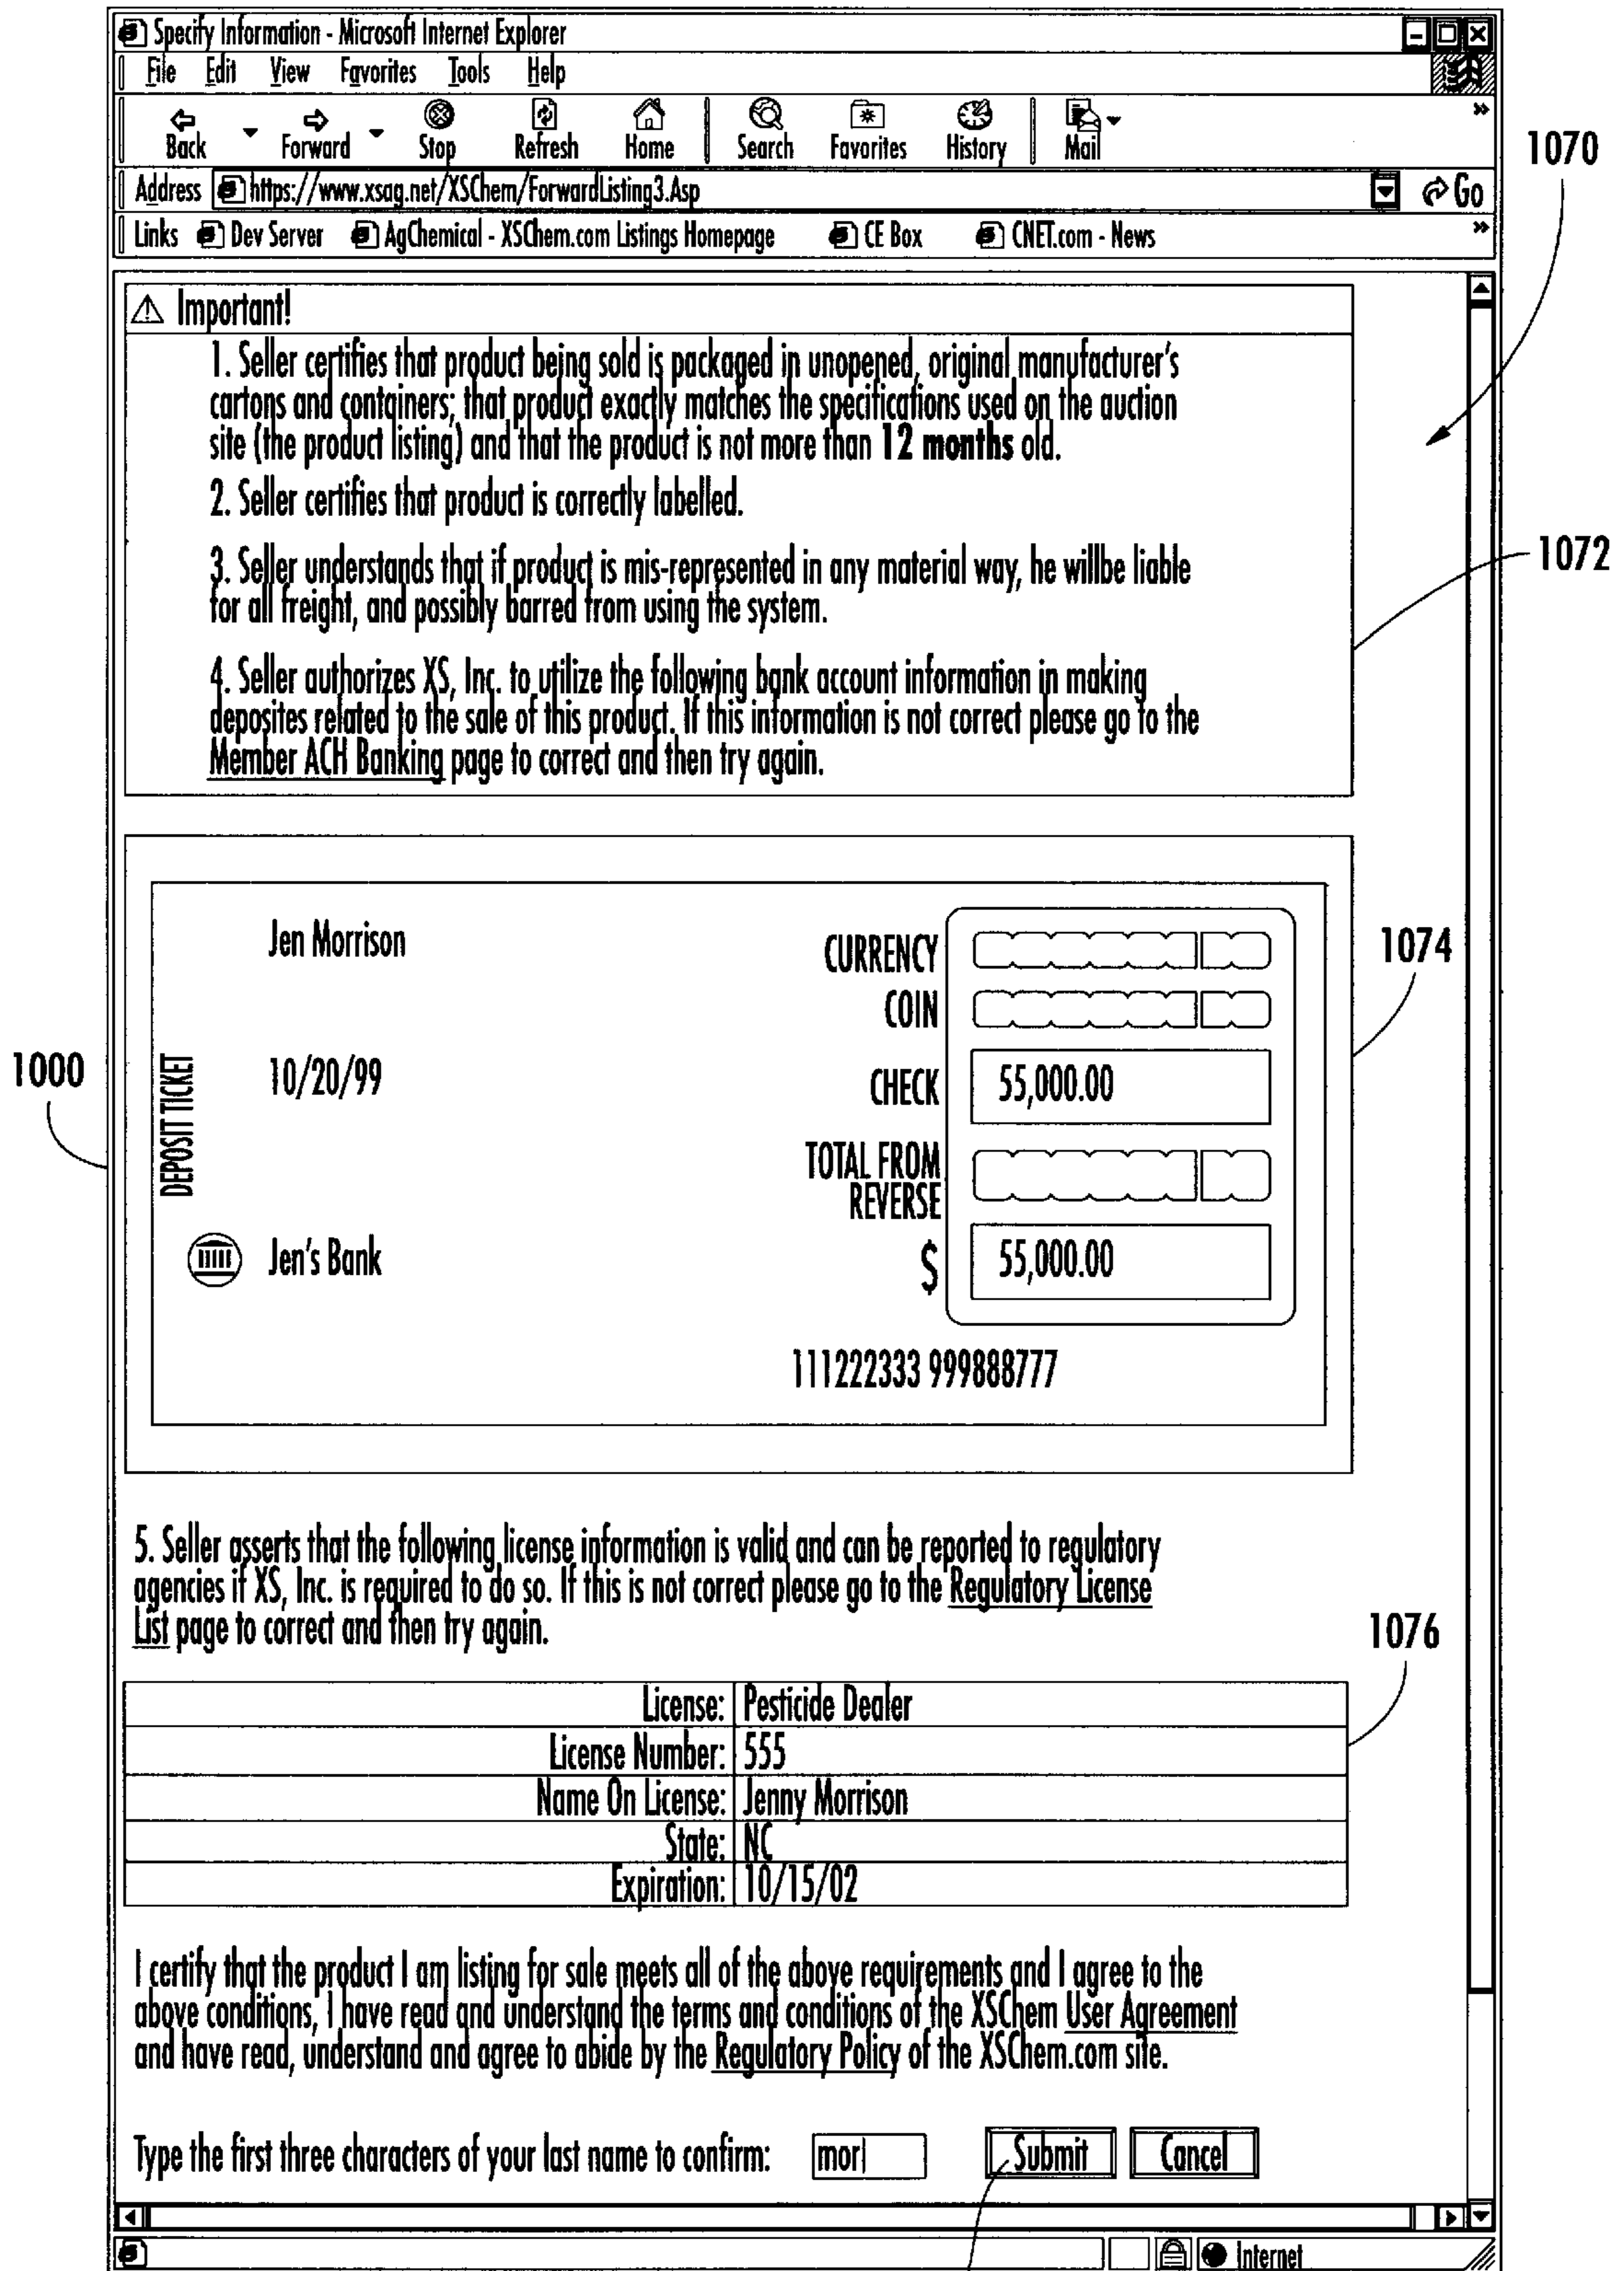 Specify Information - Microsoft Internet Explorer
File Edit View Favorites Tools Help
Back Forward Stop Refresh Home Search Favorites History Mail
1070
Address https://www.xsag.net/XSChem/ForwardListing3.Asp Go
Links Dev Server AgChemical - XSChem.com Listings Homepage CE Box CNET.com - News
Important!
1. Seller certifies that product being sold is packaged in unopened, original manufacturer's
cartons and containers; that product exactly matches the specifications used on the auction
site (the product listing) and that the product is not more than 12 months old.
2. Seller certifies that product is correctly labelled.
1072
3. Seller understands that if product is mis-represented in any material way, he willbe liable
for all freight, and possibly barred from using the system.
4. Seller authorizes XS, Inc. to utilize the following bank account information in making
deposites related to the sale of this product. If this information is not correct please go to the
Member ACH Banking page to correct and then try again.
Jen Morrison
CURRENCY
1074
COIN
1000
DEPOSIT TICKET
10/20/99
CHECK 55,000.00
TOTAL FROM
REVERSE
Jen's Bank
$ 55,000.00
111222333 999888777
5. Seller asserts that the following license information is valid and can be reported to regulatory
agencies if XS, Inc. is required to do so. If this is not correct please go to the Regulatory License
List page to correct and then try again.
1076
License: Pesticide Dealer
License Number: 555
Name On License: Jenny Morrison
State: NC
Expiration: 10/15/02
I certify that the product I am listing for sale meets all of the above requirements and I agree to the
above conditions, I have read and understand the terms and conditions of the XSChem User Agreement
and have read, understand and agree to abide by the Regulatory Policy of the XSChem.com site.
Type the first three characters of your last name to confirm: mor Submit Cancel
Internet